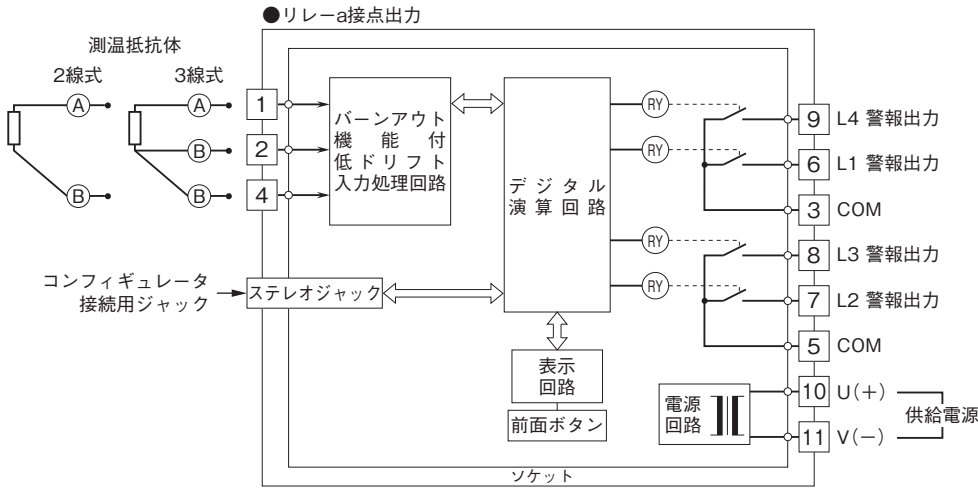 ●リレーa接点出力
測温抵抗体
2線式
3線式
A
B
A
B
B
1
2
4
バーンアウト
機能付
低ドリフト
入力処理回路
デジタル
演算回路
RY
RY
RY
RY
9 L4 警報出力
6 L1 警報出力
3 COM
8 L3 警報出力
7 L2 警報出力
5 COM
コンフィギュレータ
接続用ジャック
ステレオジャック
表示
回路
前面ボタン
電源
回路
10 U(+)
11 V(−)
供給電源
ソケット